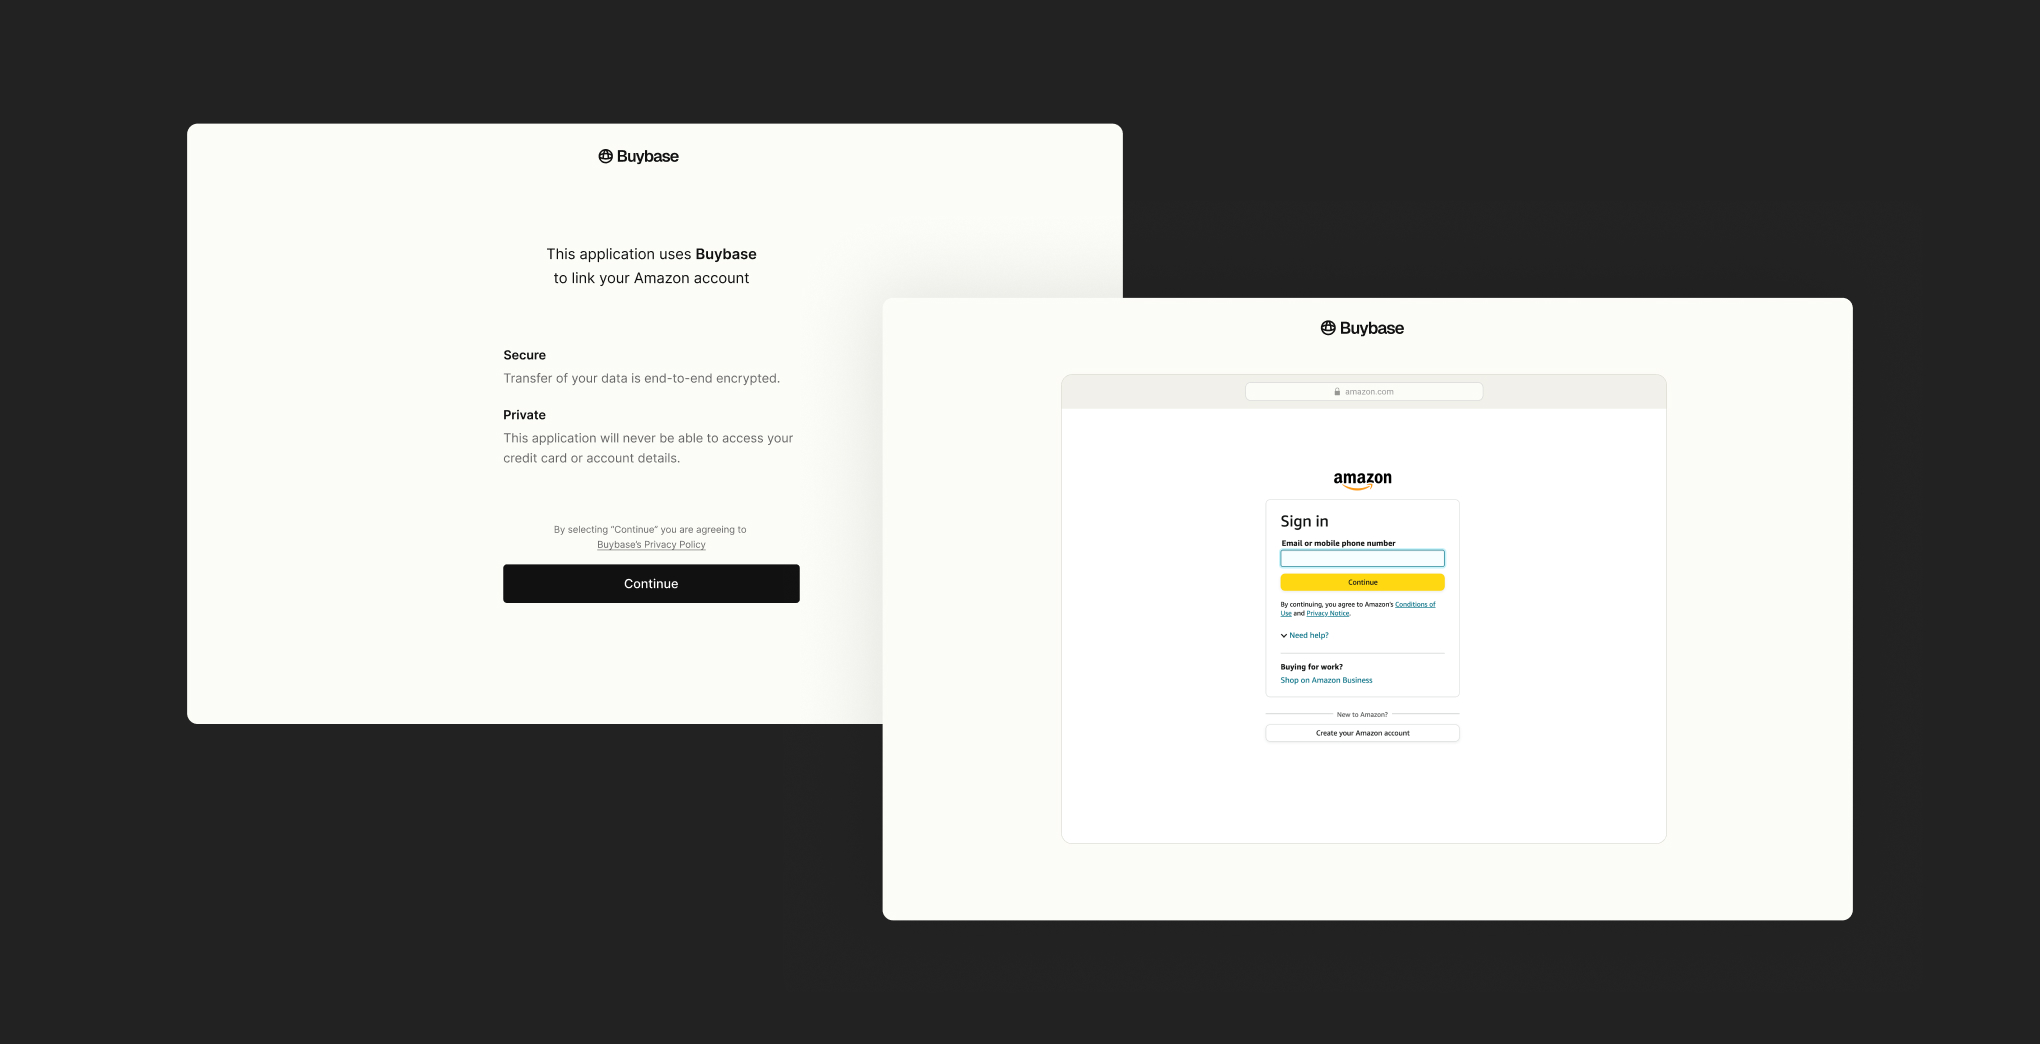 Buybase
This application uses Buybase
to link your Amazon account
Secure
Transfer of your data is end-to-end encrypted.
Private
This application will never be able to access your
credit card or account details.
By selecting “Continue” you are agreeing to
Buybase’s Privacy Policy
Continue
Buybase
amazon.com
amazon
Sign in
Email or mobile phone number
Continue
By continuing, you agree to Amazon's Conditions of
Use and Privacy Notice.
Need help?
Buying for work?
Shop on Amazon Business
New to Amazon?
Create your Amazon account